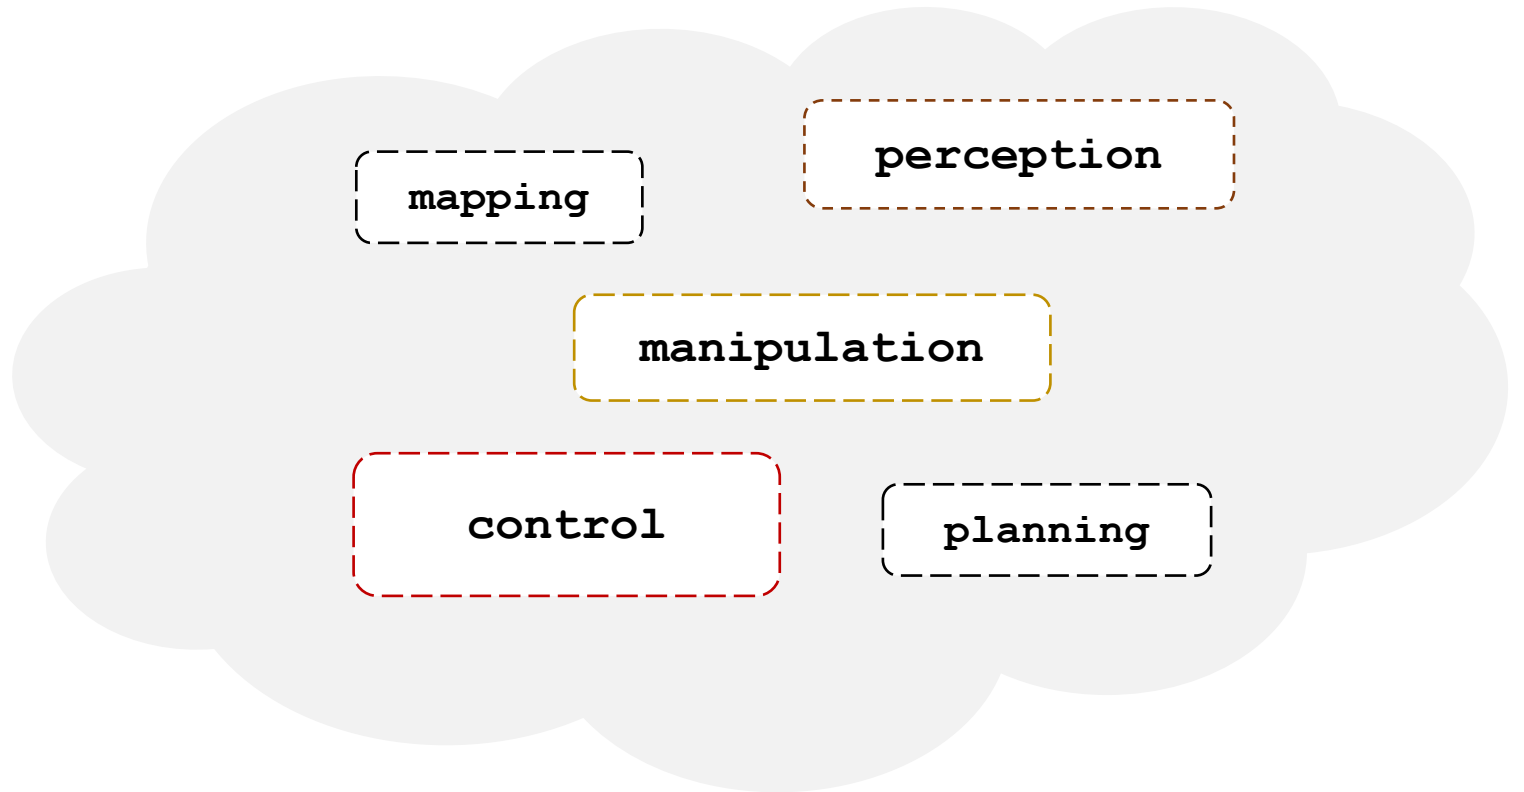 perception
mapping
manipulation
control
planning